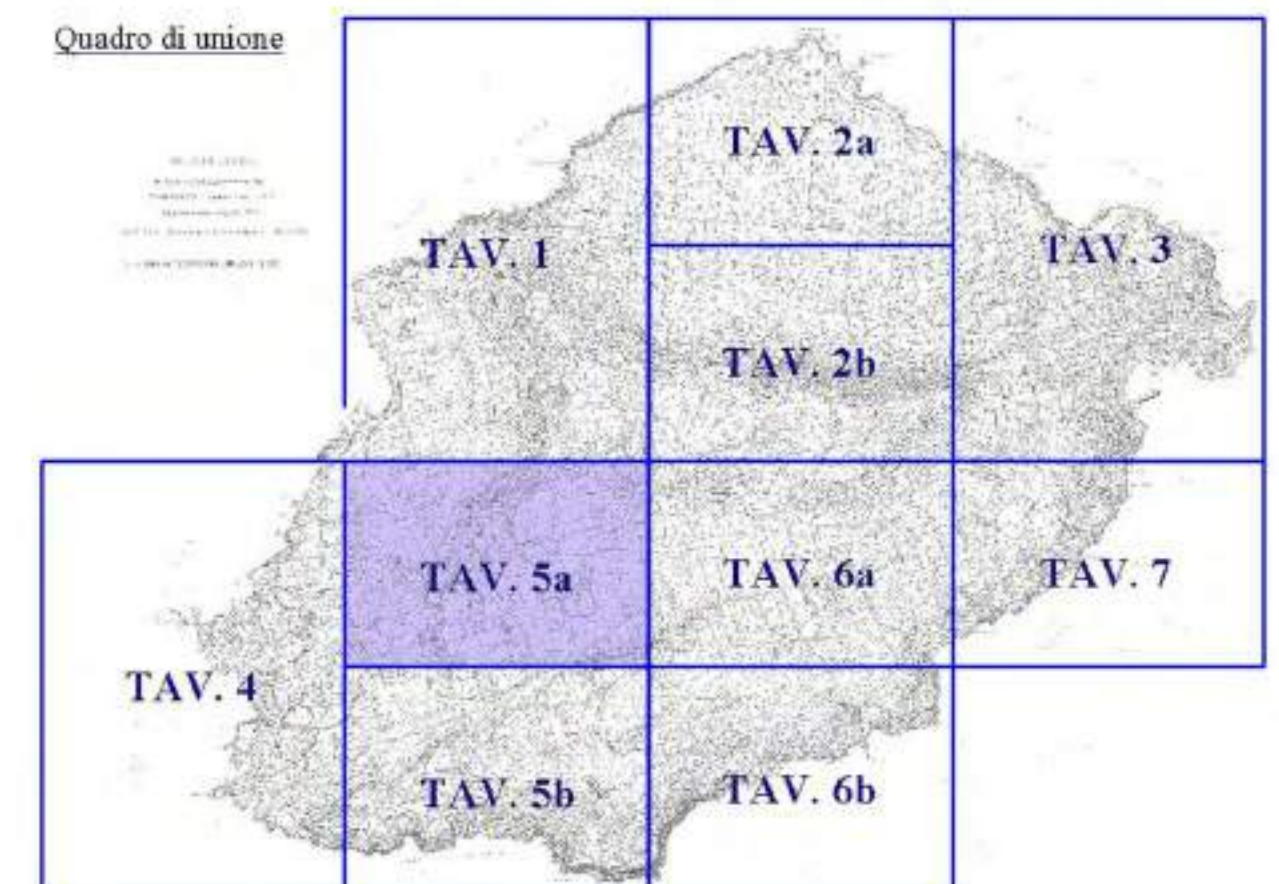 Quadro di unione
TAV. 2a
TAV. 1
TAV. 3
TAV. 2b
TAV. 5a
TAV. 6a
TAV. 7
TAV. 4
TAV. 5b
TAV. 6b